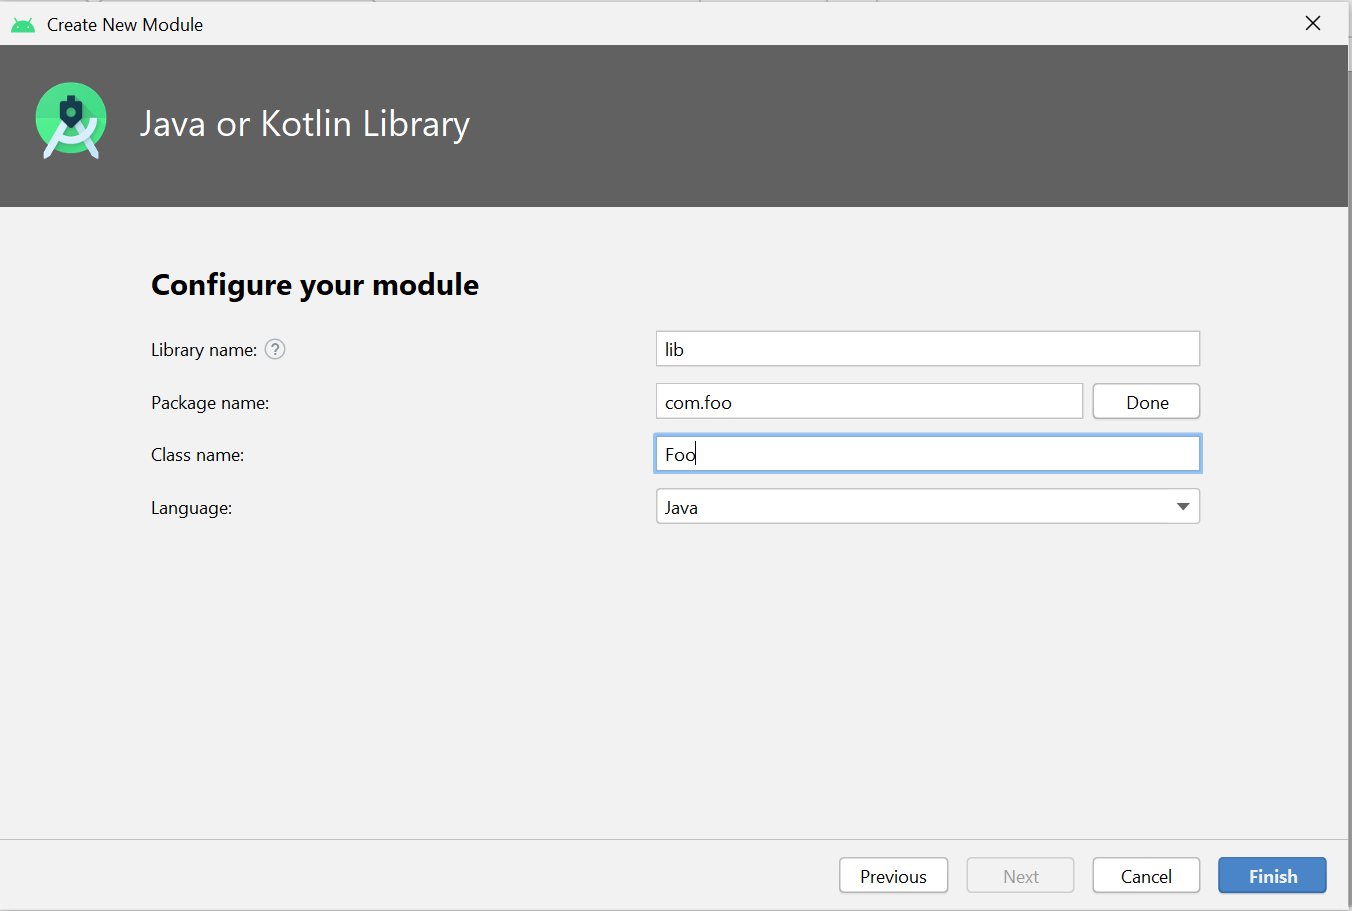 Create New Module
Java or Kotlin Library
Configure your module
Library name: ? lib
Package name: com.foo Done
Class name: Foo
Language: Java
Previous Next Cancel Finish